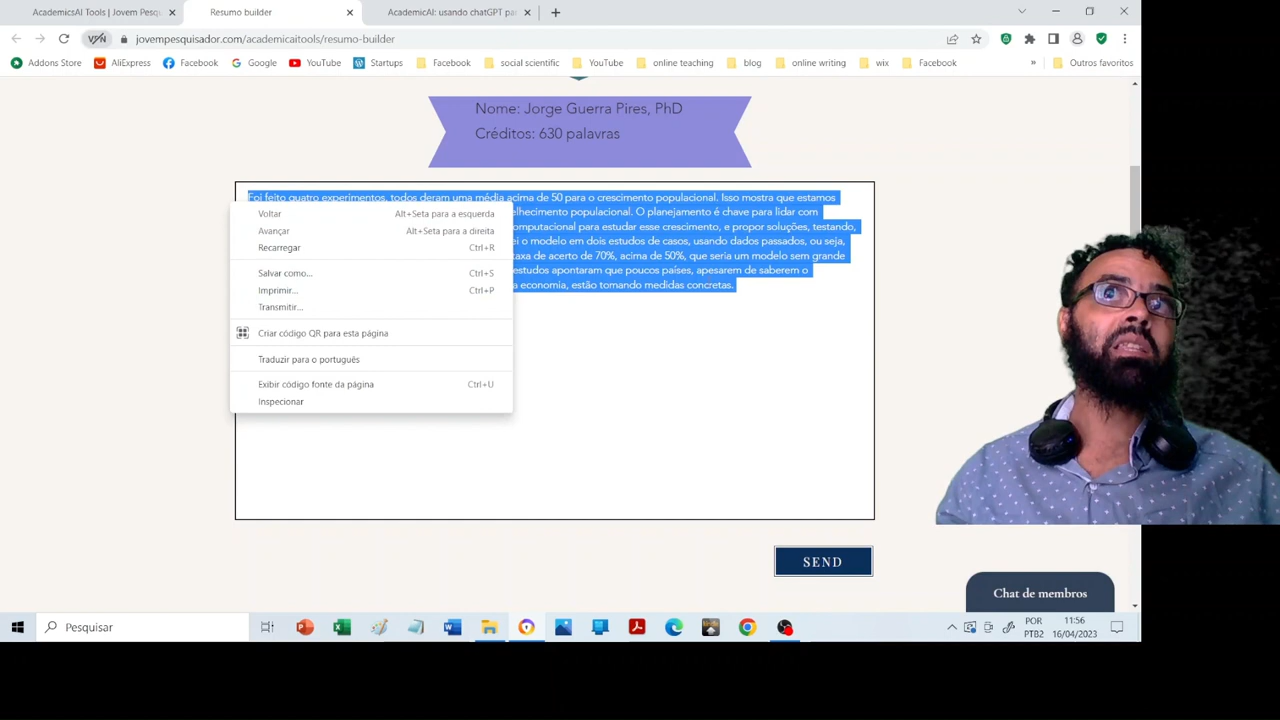 AcademicsAI Tools | Jovem Pesqu
Resumo builder
AcademicAI: usando chatGPT pa
VPN
jovempesquisador.com/academicaitools/resumo-builder
Addons Store
AliExpress
Facebook
Google
YouTube
Startups
Facebook
social scientific
YouTube
online teaching
blog
online writing
wix
Facebook
»
Outros favoritos
Nome: Jorge Guerra Pires, PhD
Créditos: 630 palavras
Foi feito quatro experimentos, todos deram uma média acima de 50 para o crescimento populacional. Isso mostra que estamos
elhecimento populacional. O planejamento é chave para lidar com
omputacional para estudar esse crescimento, e propor soluções, testando,
ei o modelo em dois estudos de casos, usando dados passados, ou seja,
taxa de acerto de 70%, acima de 50%, que seria um modelo sem grande
estudos apontaram que poucos países, apesarem de saberem o
a economia, estão tornando medidas concretas.
Voltar Alt+Seta para a esquerda
Avançar Alt+Seta para a direita
Recarregar Ctrl+R
Salvar como... Ctrl+S
Imprimir... Ctrl+P
Transmitir...
Criar código QR para esta página
Traduzir para o português
Exibir código fonte da página Ctrl+U
Inspecionar
SEND
Chat de membros
Pesquisar
POR
PTB2
11:56
16/04/2023